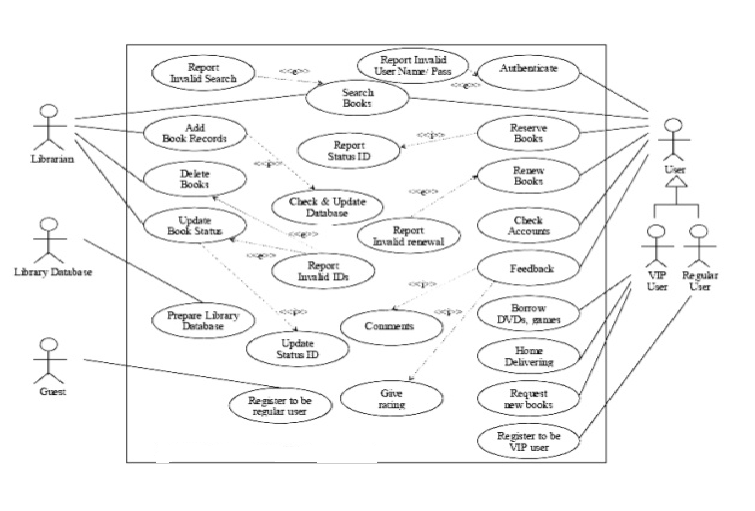 Report
Invalid Search
<<e>>
Report Invalid
User Name/ Pass
<<e>>
Authenticate
Search
Books
Librarian
Add
Book Records
Report
Status ID
<<i>>
Reserve
Books
User
Delete
Books
Check & Update
Database
<<e>>
Renew
Books
Update
Book Status
<<e>>
<<e>>
Report
Invalid renewal
Check
Accounts
Library Database
Report
Invalid IDs
<<i>>
Feedback
VIP
User
Regular
User
Prepare Library
Database
<<i>>
Update
Status ID
Comments
<<i>>
Borrow
DVDs, games
Home
Delivering
Guest
Register to be
regular user
Give
racing
Request
new books
Register to be
VIP user